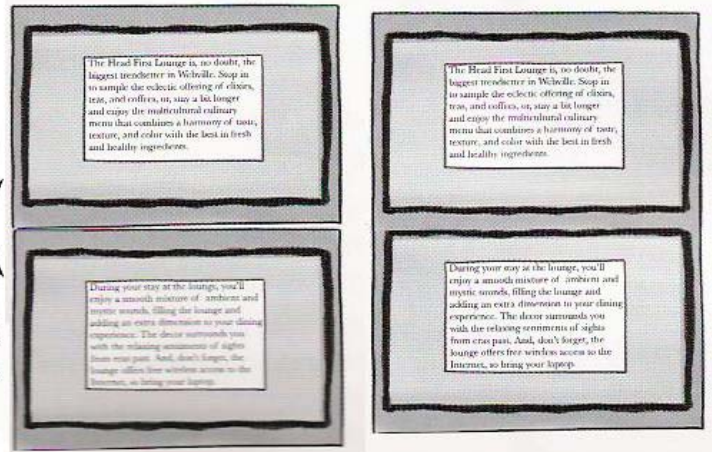 The Head First Lounge is, no doubt, the
biggest trendsetter in Webville. Stop in
to sample the eclectic offering of elixirs,
teas, and coffees, or, stay a bit longer
and enjoy the multicultural culinary
menu that combines a harmony of taste,
texture, and color with the best in fresh
and healthy ingredients.
During your stay at the lounge, you'll
enjoy a smooth mixture of ambient and
mystic sounds, filling the lounge and
adding an extra dimension to your dining
experience. The decor surrounds you
with the relaxing sentiments of sights
from eras past. And, don't forget, the
lounge offers free wireless access to the
Internet, so bring your laptop.
The Head First Lounge is, no doubt, the
biggest trendsetter in Webville. Stop in
to sample the eclectic offering of elixirs,
teas, and coffees, or, stay a bit longer
and enjoy the multicultural culinary
menu that combines a harmony of taste,
texture, and color with the best in fresh
and healthy ingredients.
During your stay at the lounge, you'll
enjoy a smooth mixture of ambient and
mystic sounds, filling the lounge and
adding an extra dimension to your dining
experience. The decor surrounds you
with the relaxing sentiments of sights
from eras past. And, don't forget, the
lounge offers free wireless access to the
Internet, so bring your laptop.